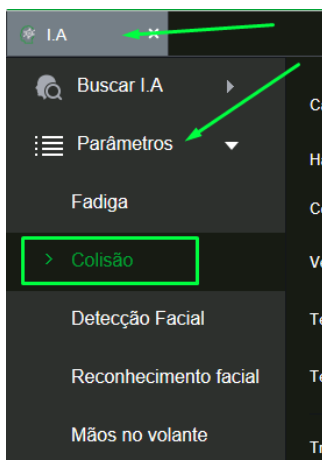 I.A
Buscar I.A
Parâmetros
Fadiga
Colisão
Detecção Facial
Reconhecimento facial
Mãos no volante